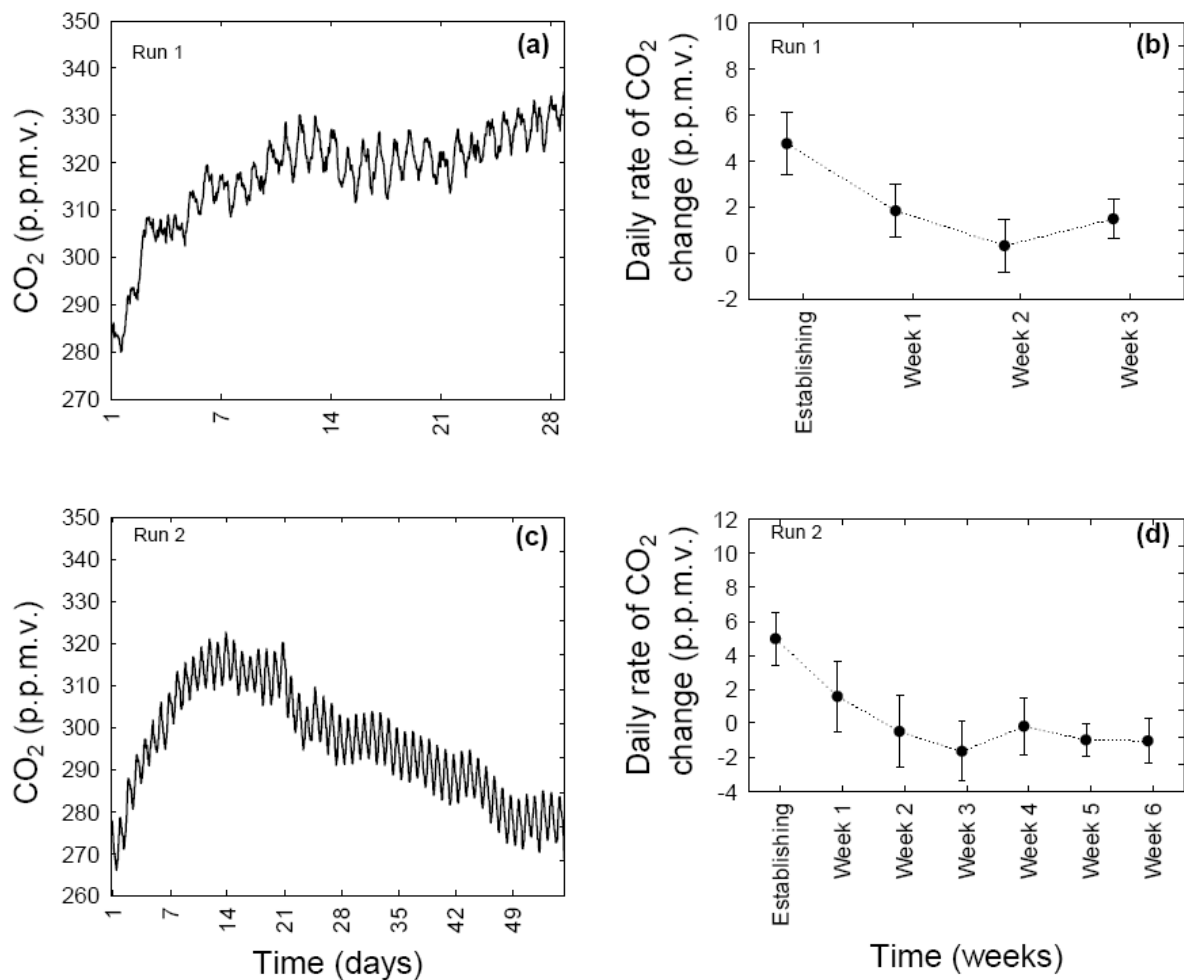 350
340
330
320
310
300
290
280
270
CO2 (p.p.m.v.)
Run 1
(a)
1
7
14
21
28
10
8
6
4
2
0
-2
Daily rate of CO2
change (p.p.m.v.)
Run 1
(b)
Establishing
Week 1
Week 2
Week 3
350
340
330
320
310
300
290
280
270
260
CO2 (p.p.m.v.)
Run 2
(c)
1
7
14
21
28
35
42
49
Time (days)
12
10
8
6
4
2
0
-2
-4
Daily rate of CO2
change (p.p.m.v.)
Run 2
(d)
Establishing
Week 1
Week 2
Week 3
Week 4
Week 5
Week 6
Time (weeks)